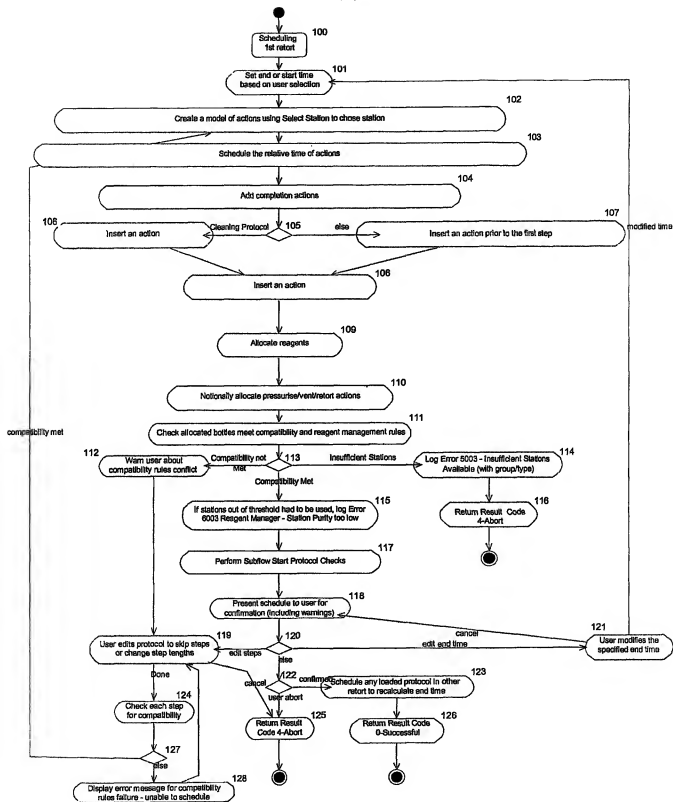 Scheduling
1st retort
100
Set end or start time
based on user selection
101
Create a model of actions using Select Station to chose station
102
Schedule the relative time of actions
103
Add completion actions
104
Insert an action
108
Cleaning Protocol
105
else
Insert an action prior to the first step
107
modified time
Insert an action
106
Allocate reagents
109
Notionally allocate pressurise/vent/retort actions
110
Check allocated bottles meet compatibility and reagent management rules
111
compatibility met
112
Warn user about
compatibility rules conflict
Compatibility not
Met
113
Insufficient Stations
Log Error 5003 - Insufficient Stations
Available (with group/type)
114
Compatibility Met
If stations out of threshold had to be used, log Error
6003 Reagent Manager - Station Purity too low
115
Return Result Code
4-Abort
116
Perform Subflow Start Protocol Checks
117
Present schedule to user for
confirmation (including warnings)
118
cancel
User edits protocol to skip steps
or change step lengths
119
edit steps
120
else
edit end time
User modifies the
specified end time
121
Done
cancel
122
user abort
confirmed
Schedule any loaded protocol in other
retort to recalculate end time
123
Check each step
for compatibility
124
Return Result
Code 4-Abort
125
Return Result Code
0-Successful
126
127
else
Display error message for compatibility
rules failure - unable to schedule
128